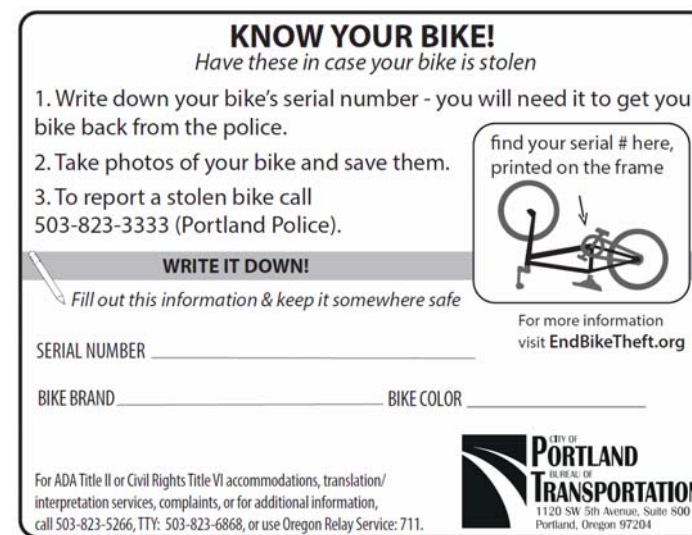 KNOW YOUR BIKE!
Have these in case your bike is stolen
1. Write down your bike's serial number - you will need it to get you
bike back from the police.
2. Take photos of your bike and save them.
3. To report a stolen bike call
503-823-3333 (Portland Police).
find your serial # here,
printed on the frame
WRITE IT DOWN!
Fill out this information & keep it somewhere safe
For more information
visit EndBikeTheft.org
SERIAL NUMBER
BIKE BRAND BIKE COLOR
For ADA Title II or Civil Rights Title VI accommodations, translation/
interpretation services, complaints, or for additional information,
call 503-823-5266, TTY: 503-823-6868, or use Oregon Relay Service: 711.
CITY OF
PORTLAND
BUREAU OF
TRANSPORTATION
1120 SW 5th Avenue, Suite 800
Portland, Oregon 97204